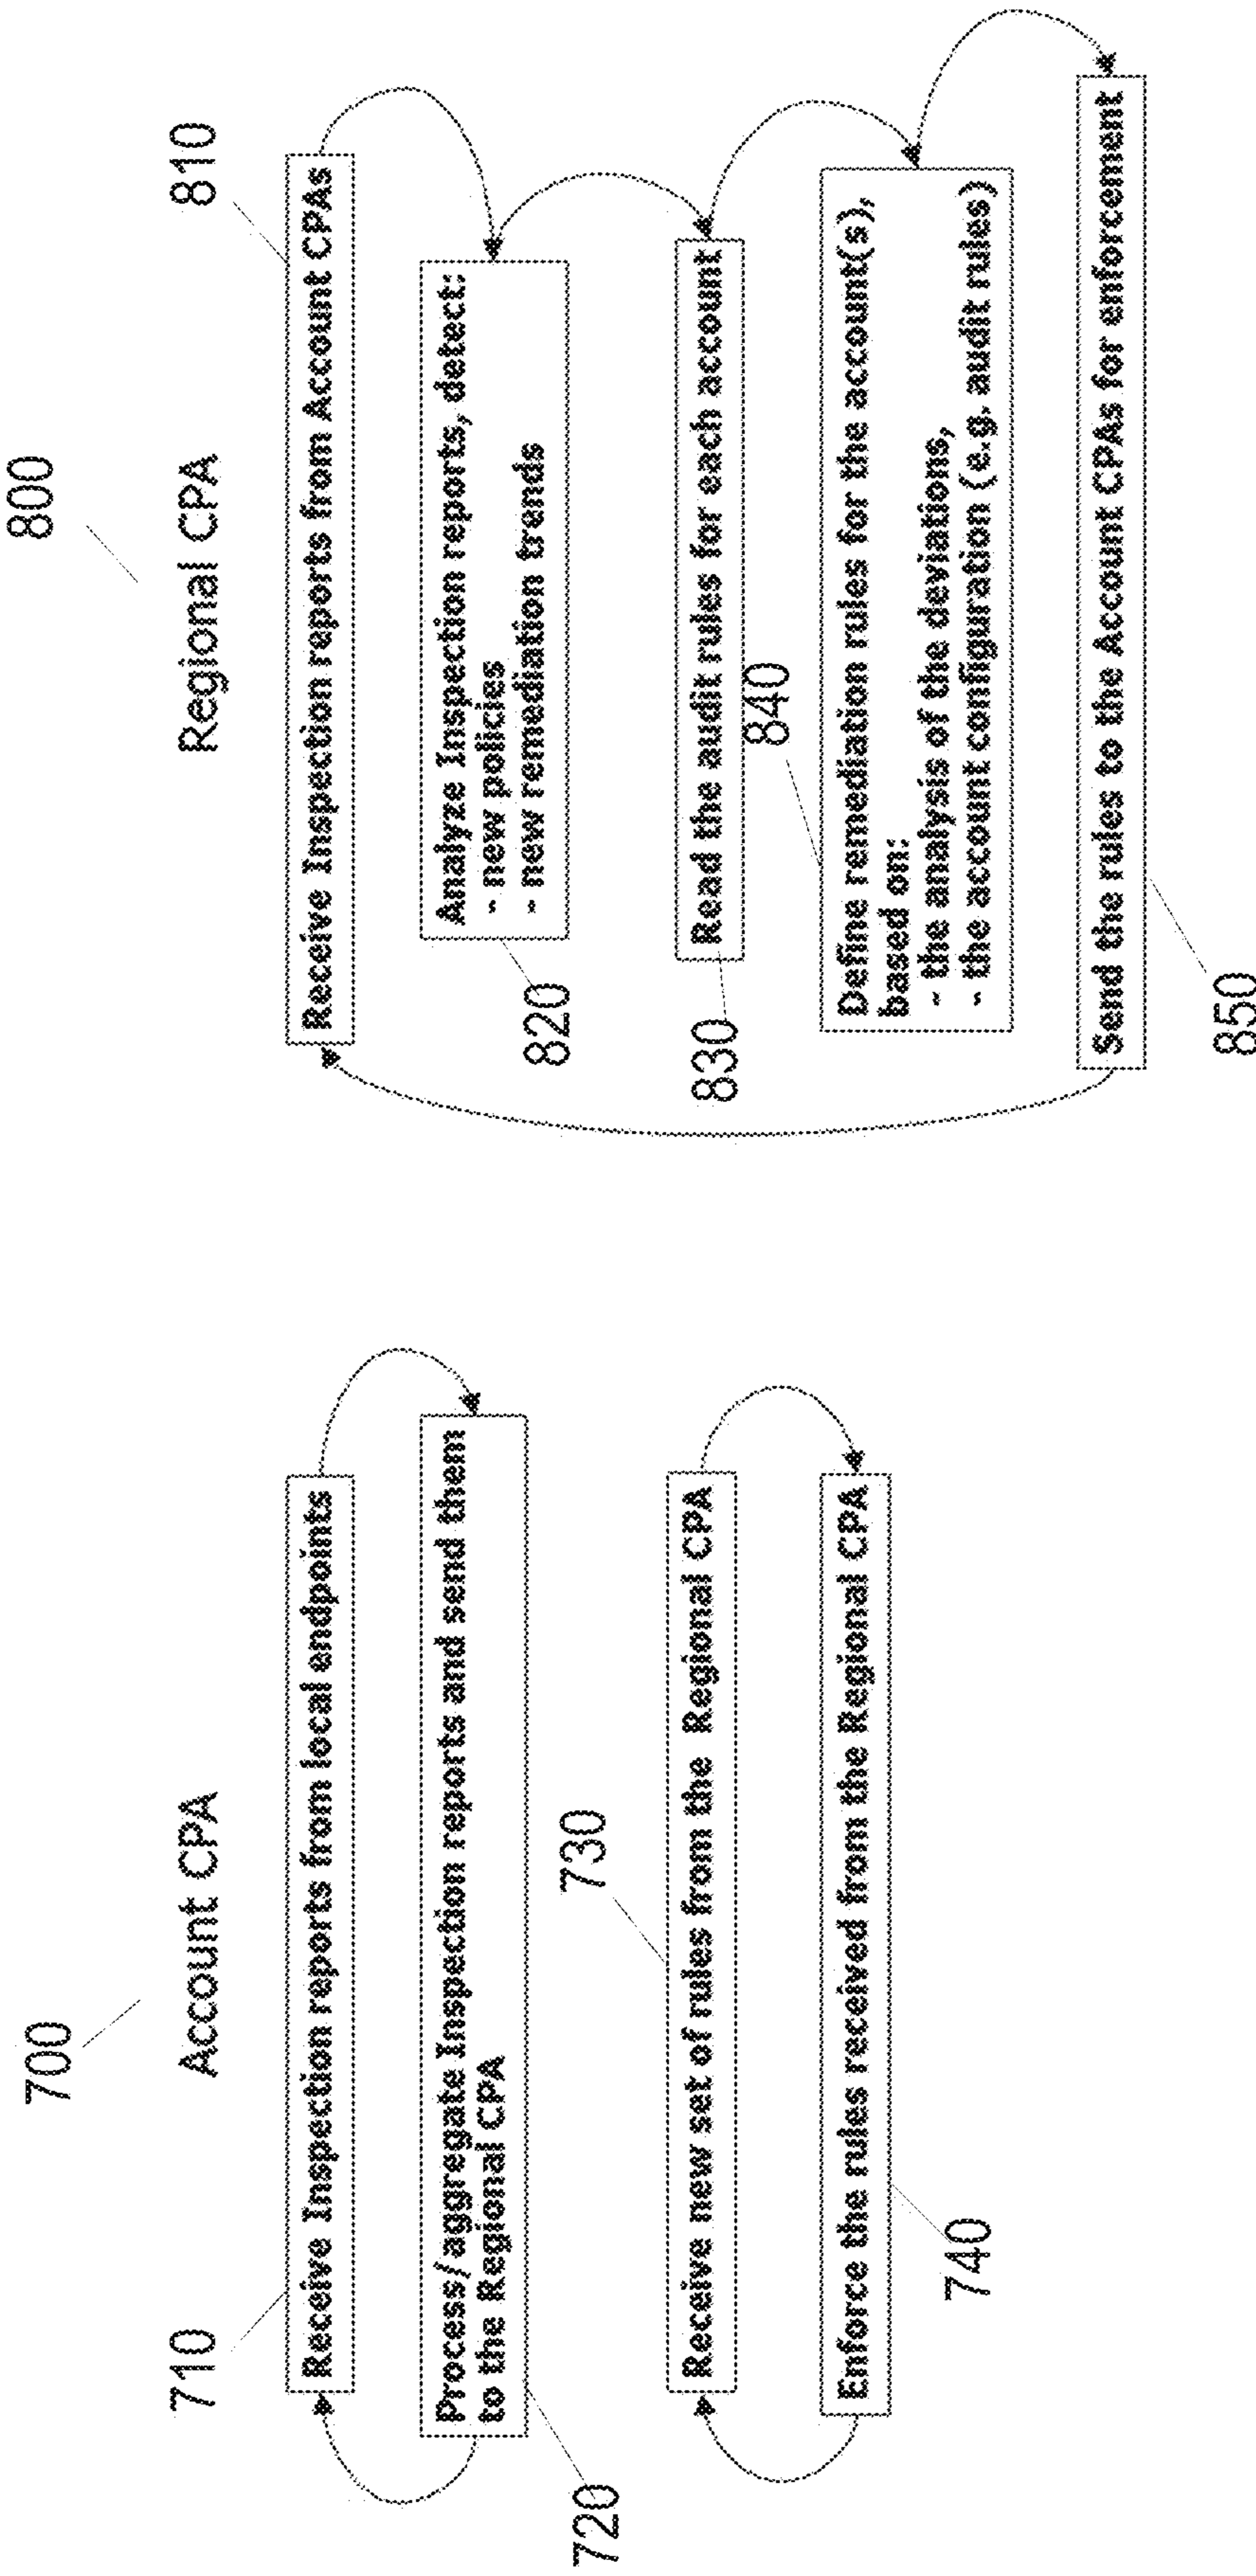 700
Account CPA
710
Receive Inspection reports from local endpoints
Process/aggregate Inspection reports and send them
to the Regional CPA
720
730
Receive new set of rules from the Regional CPA
Enforce the rules received from the Regional CPA
740
800
Regional CPA
810
Receive Inspection reports from Account CPAs
Analyze Inspection reports, detect:
- new policies
- new remediation trends
820
Read the audit rules for each account
830
840
Define remediation rules for the account(s),
based on:
- the analysis of the deviations,
- the account configuration (e.g. audit rules)
Send the rules to the Account CPAs for enforcement
850